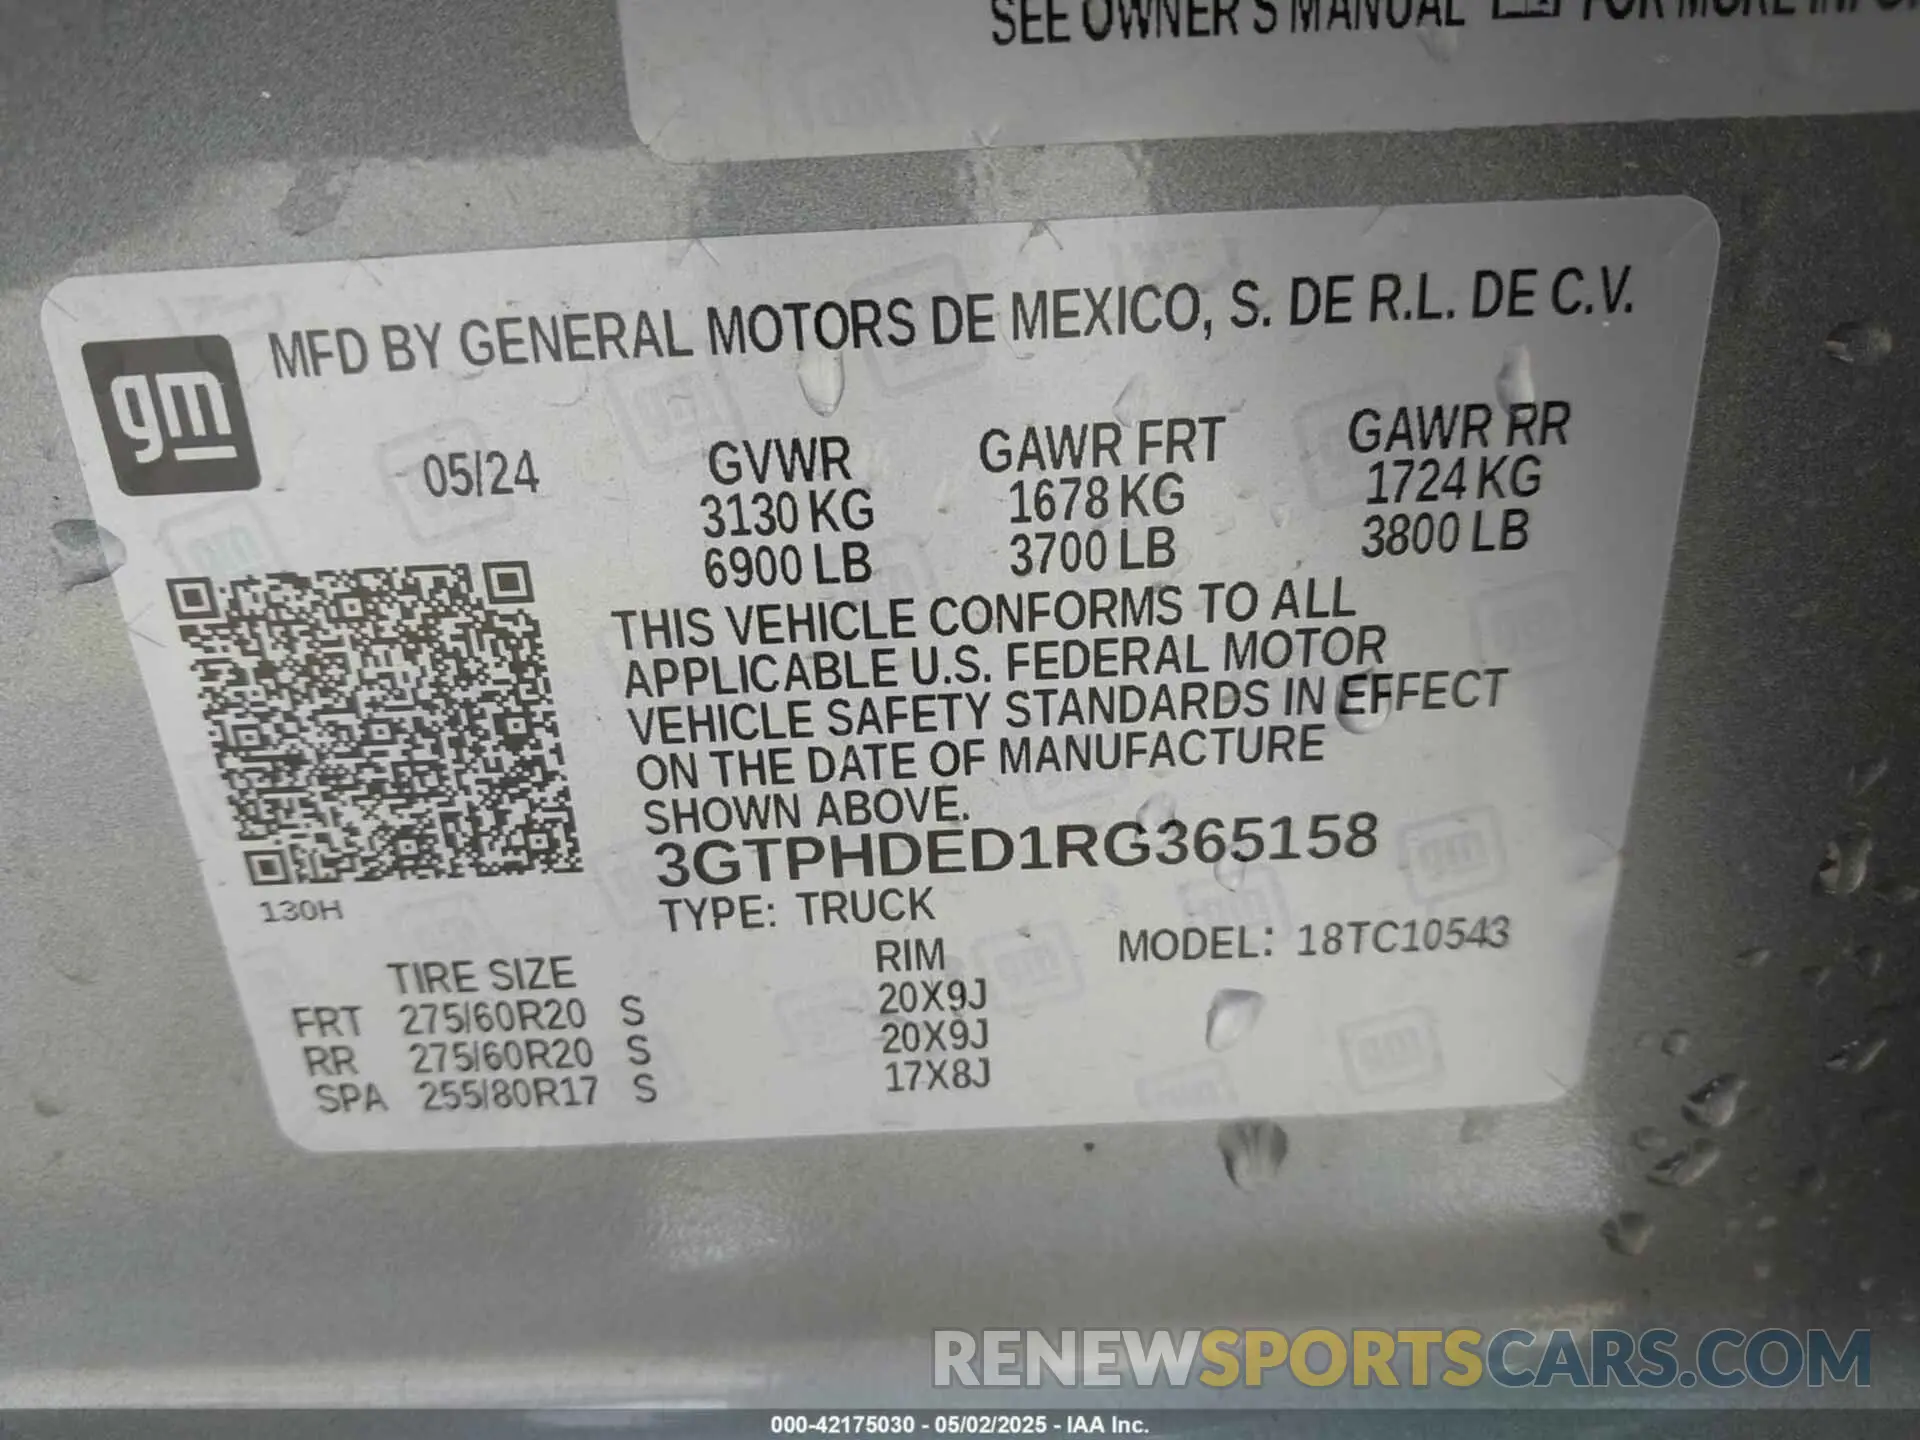 SEE OWNER'S MANUAL FOR MORE
MFD BY GENERAL MOTORS DE MEXICO, S. DE R.L. DE C.V.
gm
05/24 GVWR GAWR FRT GAWR RR
3130 KG 1678 KG 1724 KG
6900 LB 3700 LB 3800 LB
THIS VEHICLE CONFORMS TO ALL
APPLICABLE U.S. FEDERAL MOTOR
VEHICLE SAFETY STANDARDS IN EFFECT
ON THE DATE OF MANUFACTURE
SHOWN ABOVE.
3GTPHDED1RG365158
130H
TYPE: TRUCK
MODEL: 18TC10543
TIRE SIZE RIM
FRT 275/60R20 S 20X9J
RR 275/60R20 S 20X9J
SPA 255/80R17 S 17X8J
RENEWSPORTSCARS.COM
000-42175030 - 05/02/2025 - IAA Inc.